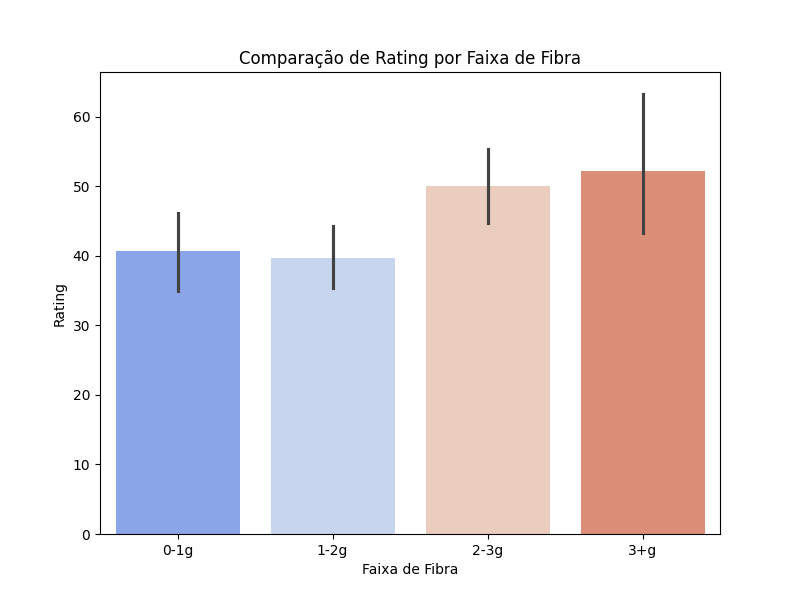 Comparação de Rating por Faixa de Fibra
60
50
40
30
20
10
0
Rating
0-1g 1-2g 2-3g 3+g
Faixa de Fibra